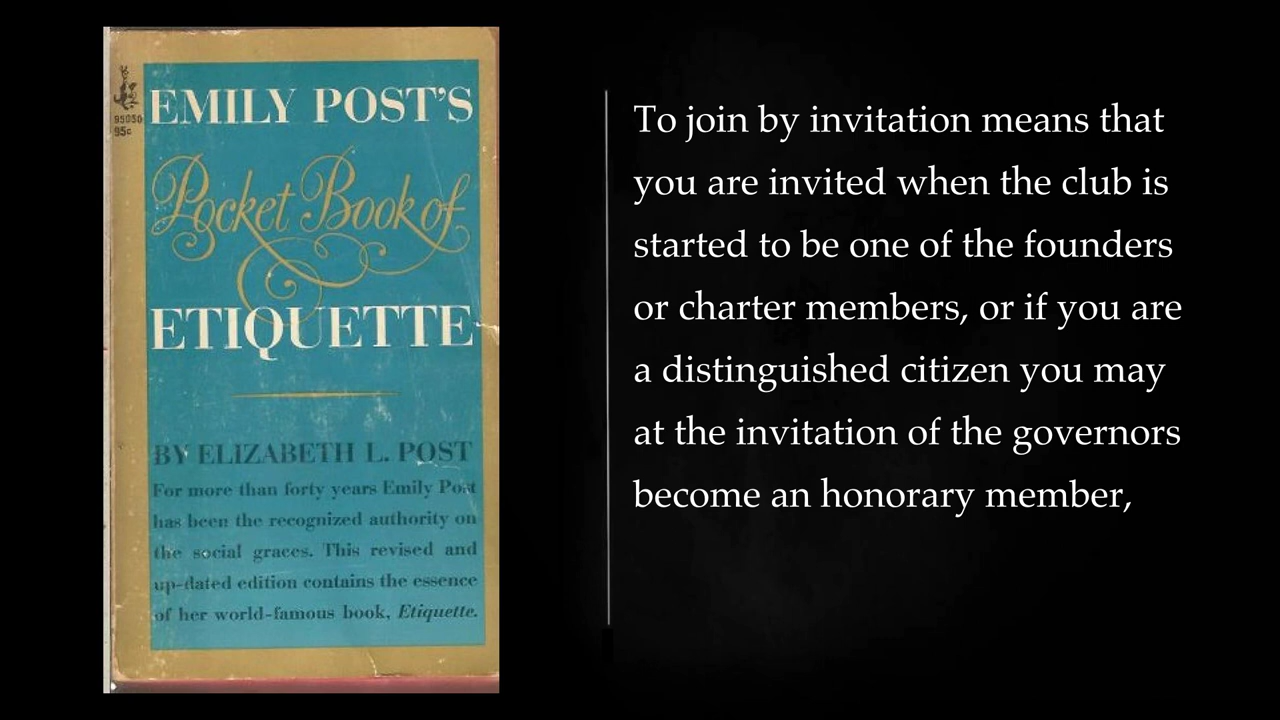 95050
95c
EMILY POST'S
Pocket Book of
ETIQUETTE
BY ELIZABETH L. POST
For more than forty years Emily Post
has been the recognized authority on
the social graces. This revised and
up-dated edition contains the essence
of her world-famous book, Etiquette.
To join by invitation means that
you are invited when the club is
started to be one of the founders
or charter members, or if you are
a distinguished citizen you may
at the invitation of the governors
become an honorary member,